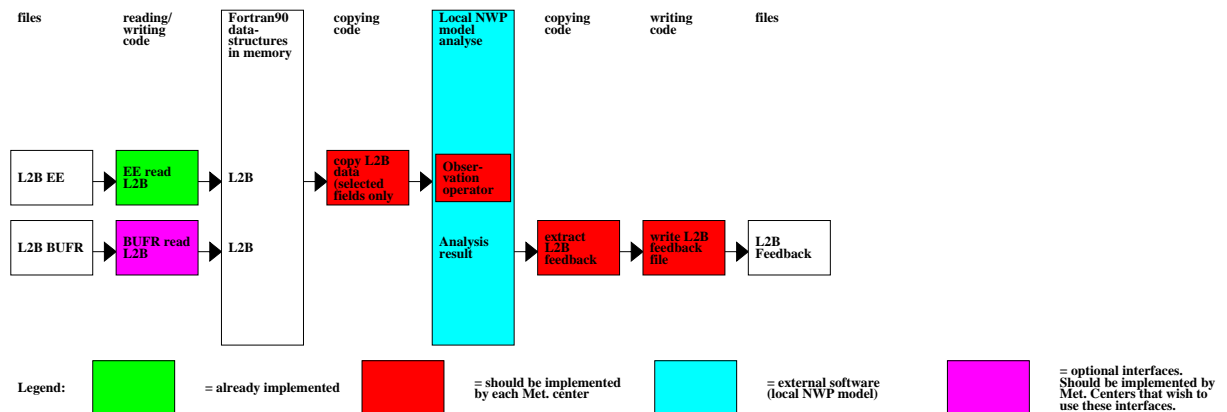 files
reading/
writing
code
Fortran90
data-
structures
in memory
copying
code
Local NWP
model
analyse
copying
code
writing
code
files
L2B EE
EE read
L2B
L2B
copy L2B
data
(selected
fields only
Obser-
vation
operator
L2B BUFR
BUFR read
L2B
L2B
Analysis
result
extract
L2B
feedback
write L2B
feedback
file
L2B
Feedback
Legend:
= already implemented
= should be implemented
by each Met. center
= external software
(local NWP model)
= optional interfaces.
Should be implemented by
Met. Centers that wish to
use these interfaces.